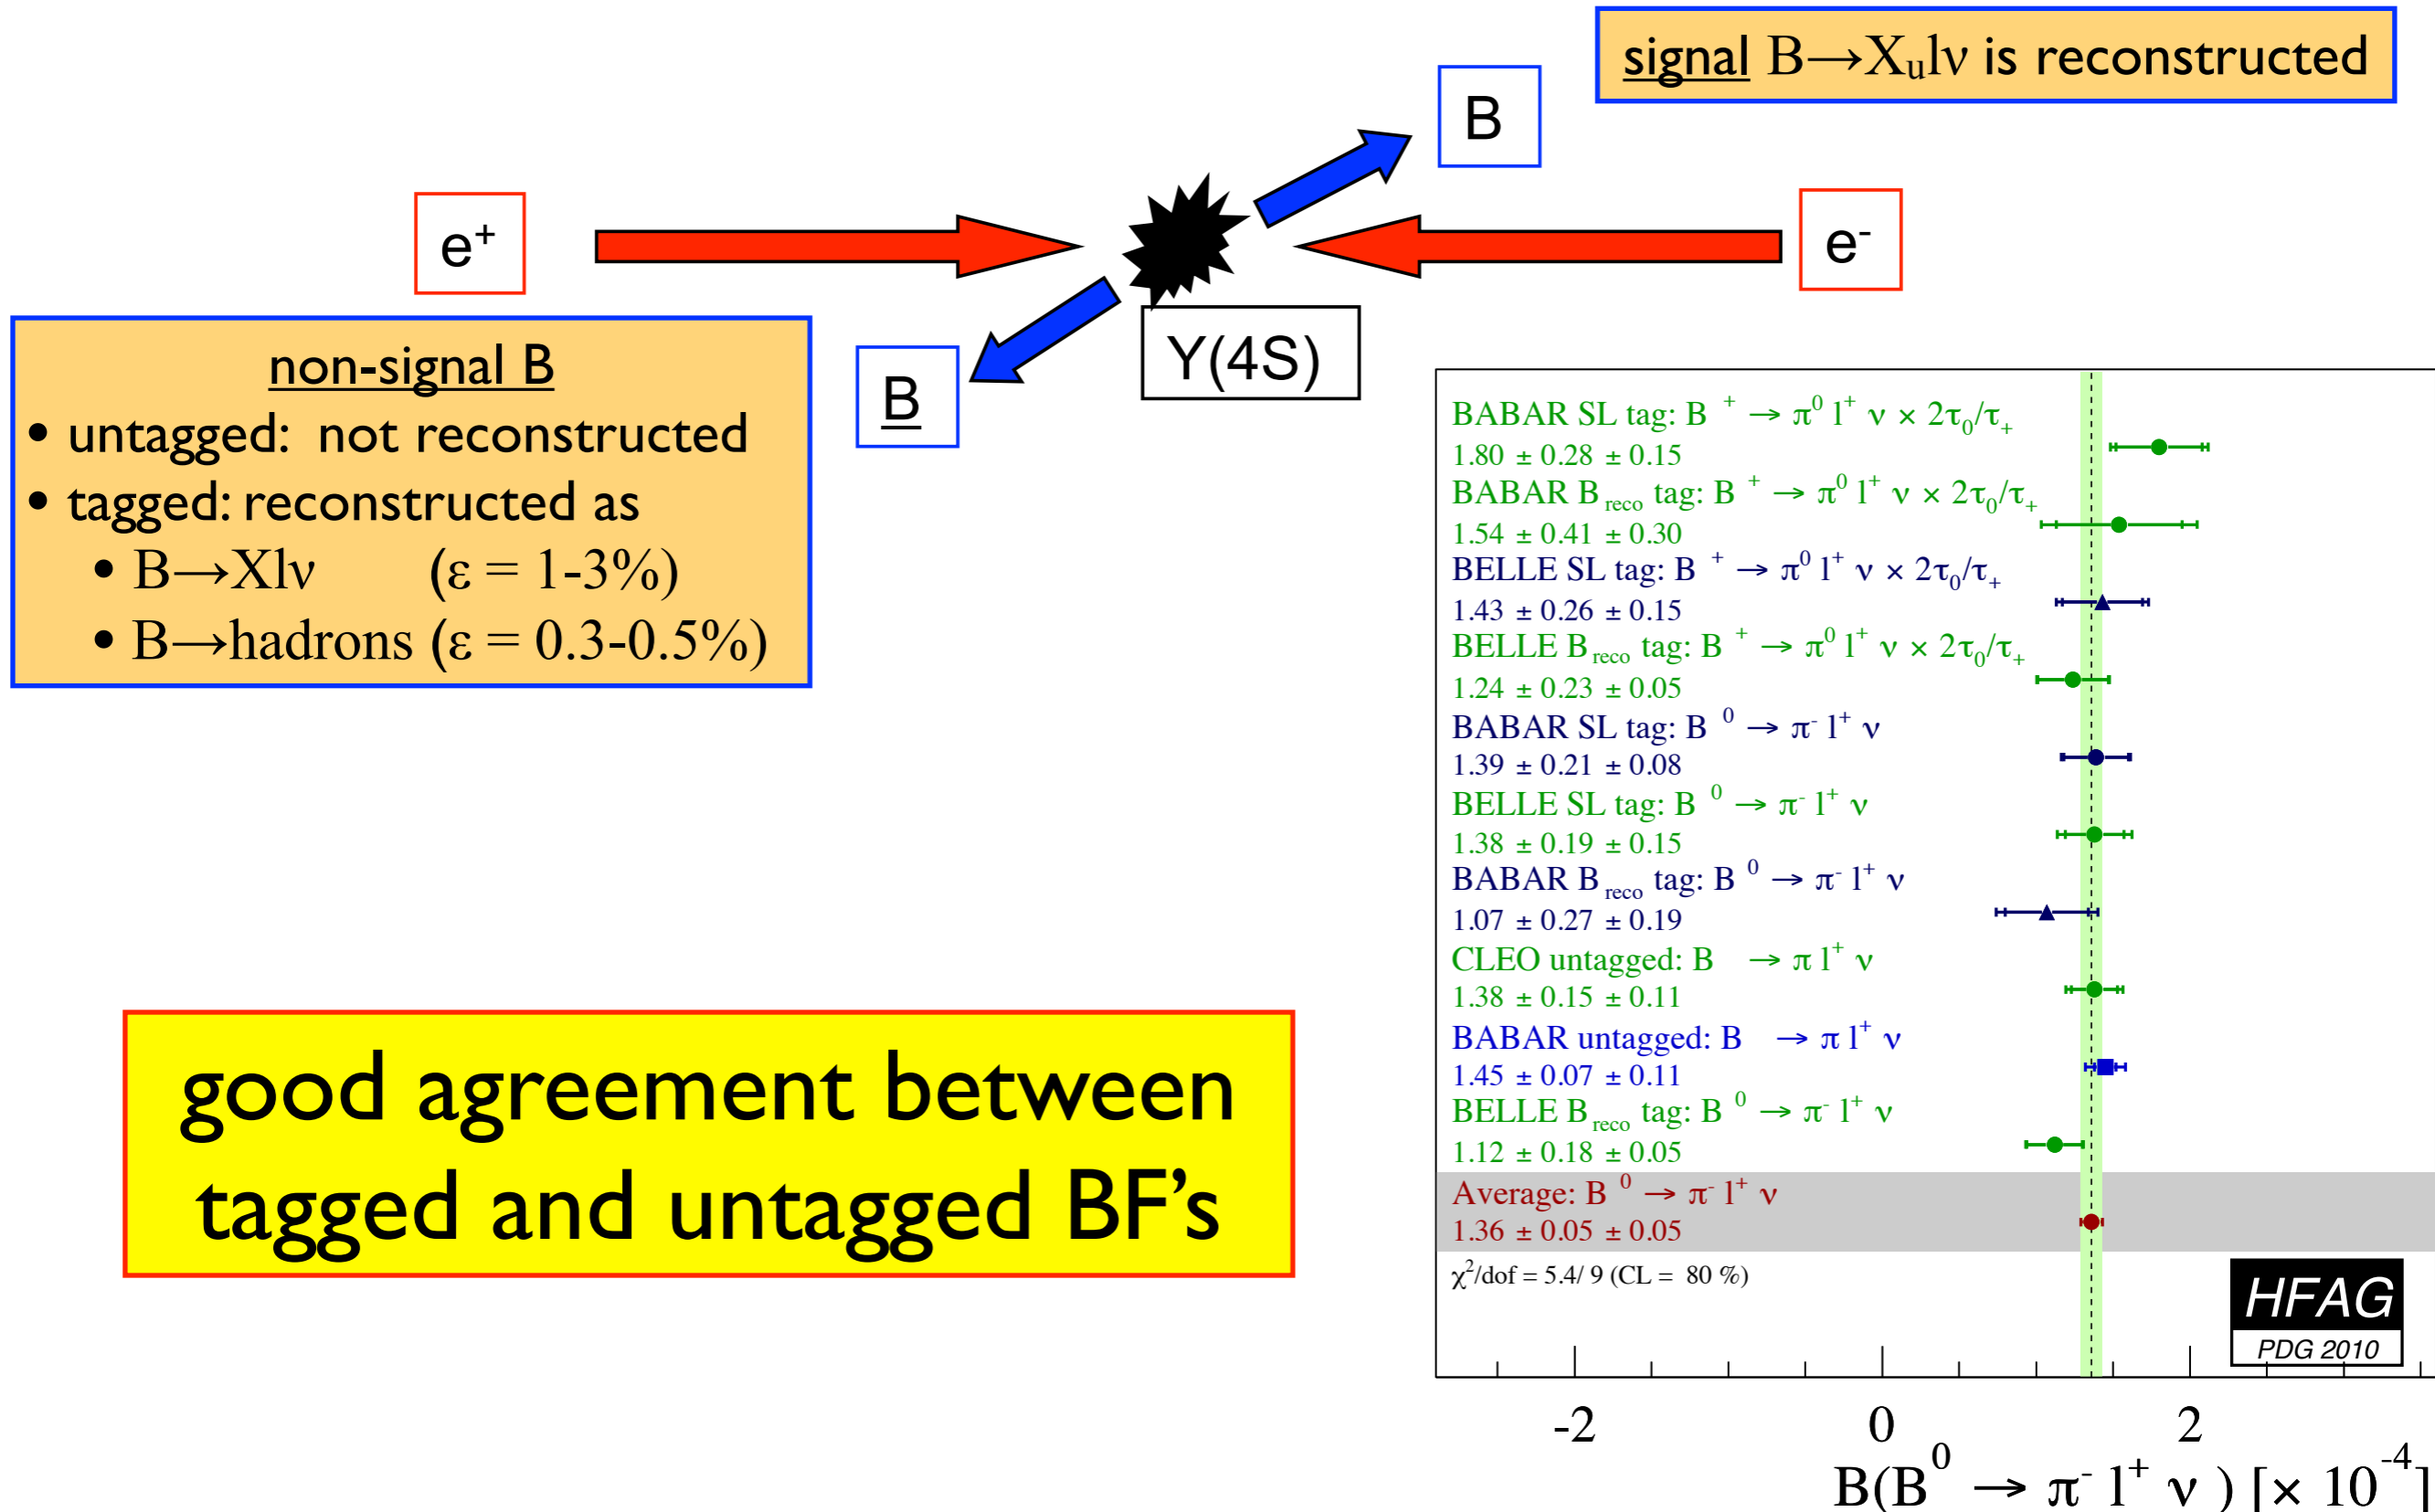 signal B→Xulν is reconstructed
B
e+
e-
Y(4S)
B
non-signal B
• untagged: not reconstructed
• tagged: reconstructed as
• B→Xlν (ε = 1-3%)
• B→hadrons (ε = 0.3-0.5%)
good agreement between
tagged and untagged BF’s
BABAR SL tag: B + → π0 l+ ν × 2τ0/τ+
1.80 ± 0.28 ± 0.15
BABAR B reco tag: B + → π0 l+ ν × 2τ0/τ+
1.54 ± 0.41 ± 0.30
BELLE SL tag: B + → π0 l+ ν × 2τ0/τ+
1.43 ± 0.26 ± 0.15
BELLE B reco tag: B + → π0 l+ ν × 2τ0/τ+
1.24 ± 0.23 ± 0.05
BABAR SL tag: B 0 → π- l+ ν
1.39 ± 0.21 ± 0.08
BELLE SL tag: B 0 → π- l+ ν
1.38 ± 0.19 ± 0.15
BABAR B reco tag: B 0 → π- l+ ν
1.07 ± 0.27 ± 0.19
CLEO untagged: B → π l+ ν
1.38 ± 0.15 ± 0.11
BABAR untagged: B → π l+ ν
1.45 ± 0.07 ± 0.11
BELLE B reco tag: B 0 → π- l+ ν
1.12 ± 0.18 ± 0.05
Average: B 0 → π- l+ ν
1.36 ± 0.05 ± 0.05
χ2/dof = 5.4/ 9 (CL = 80 %)
HFAG
PDG 2010
-2 0 2
B(B0 → π- l+ ν ) [× 10-4]